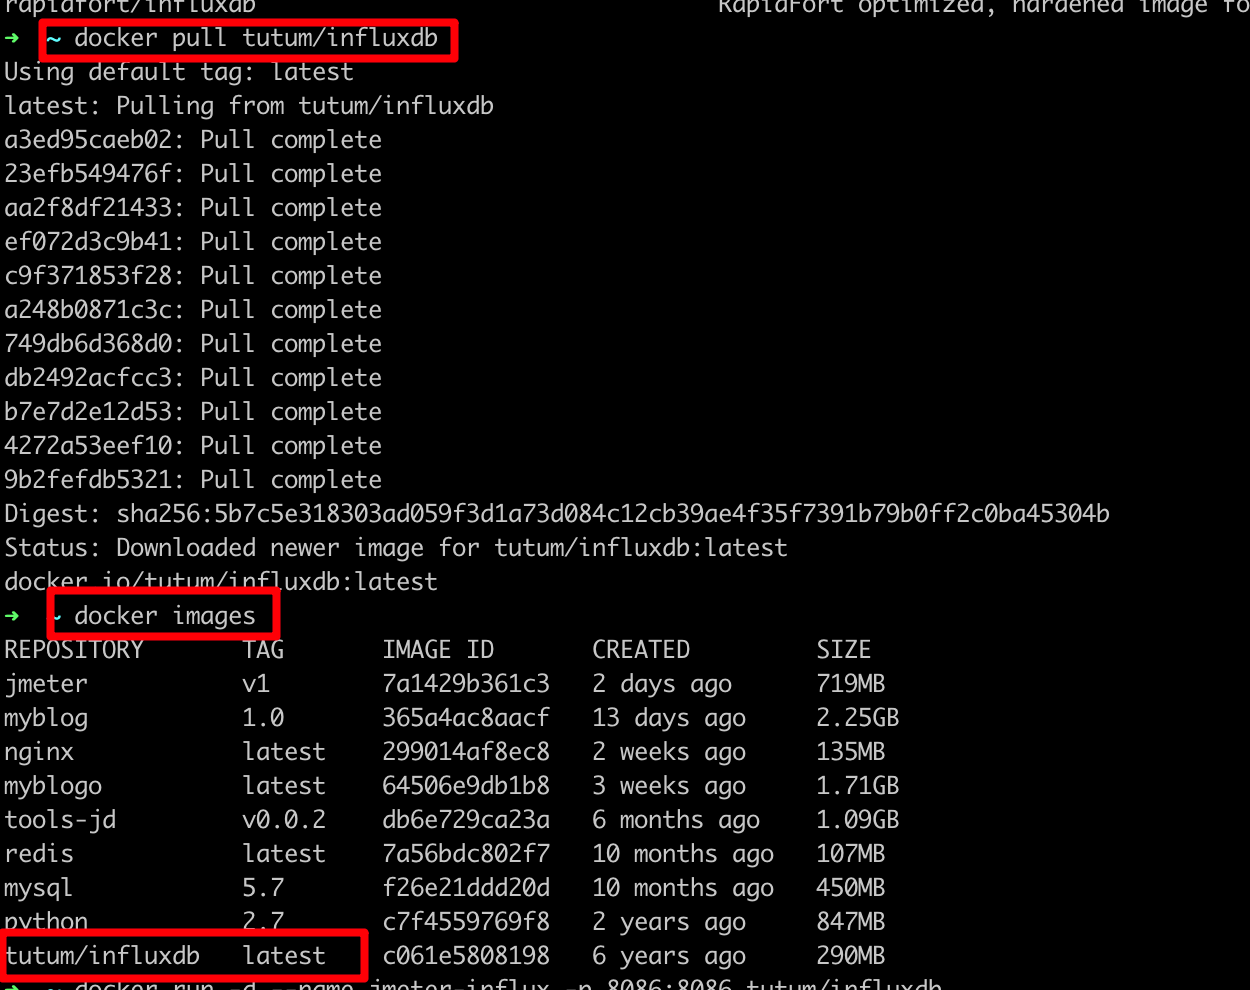 rapidfort/influxdb RapidFort optimized, hardened image fo
➜ ~ docker pull tutum/influxdb
Using default tag: latest
latest: Pulling from tutum/influxdb
a3ed95caeb02: Pull complete
23efb549476f: Pull complete
aa2f8df21433: Pull complete
ef072d3c9b41: Pull complete
c9f371853f28: Pull complete
a248b0871c3c: Pull complete
749db6d368d0: Pull complete
db2492acfcc3: Pull complete
b7e7d2e12d53: Pull complete
4272a53eef10: Pull complete
9b2fefdb5321: Pull complete
Digest: sha256:5b7c5e318303ad059f3d1a73d084c12cb39ae4f35f7391b79b0ff2c0ba45304b
Status: Downloaded newer image for tutum/influxdb:latest
docker.io/tutum/influxdb:latest
➜ ~ docker images
REPOSITORY TAG IMAGE ID CREATED SIZE
jmeter v1 7a1429b361c3 2 days ago 719MB
myblog 1.0 365a4ac8aacf 13 days ago 2.25GB
nginx latest 299014af8ec8 2 weeks ago 135MB
myblogo latest 64506e9db1b8 3 weeks ago 1.71GB
tools-jd v0.0.2 db6e729ca23a 6 months ago 1.09GB
redis latest 7a56bdc802f7 10 months ago 107MB
mysql 5.7 f26e21ddd20d 10 months ago 450MB
python 2.7 c7f4559769f8 2 years ago 847MB
tutum/influxdb latest c061e5808198 6 years ago 290MB
➜ ~ docker run -d --name jmeter-influx -p 8086:8086 tutum/influxdb